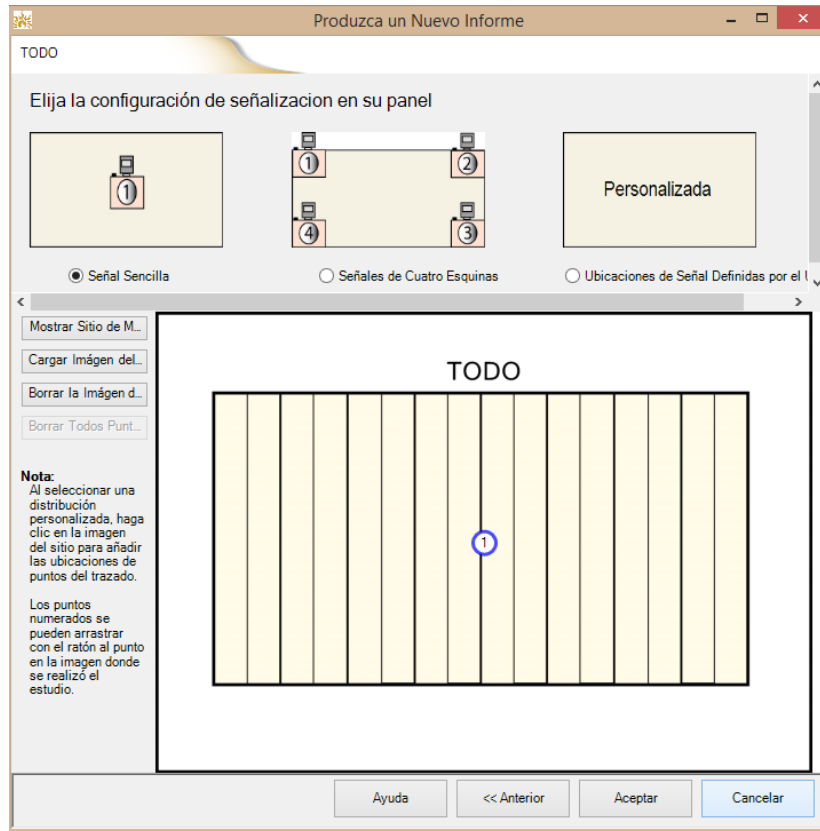 Produzca un Nuevo Informe
TODO
Elija la configuración de señalizacion en su panel
1
1
2
4
3
Personalizada
Señal Sencilla
Señales de Cuatro Esquinas
Ubicaciones de Señal Definidas por el
Mostrar Sitio de M...
Cargar Imágen del...
Borrar la Imágen d...
Borrar Todos Punt...
Nota:
Al seleccionar una
distribución
personalizada, haga
clic en la imagen
del sitio para añadir
las ubicaciones de
puntos del trazado.
Los puntos
numerados se
pueden arrastrar
con el ratón al punto
en la imagen donde
se realizó el
estudio.
TODO
1
Ayuda
<< Anterior
Aceptar
Cancelar